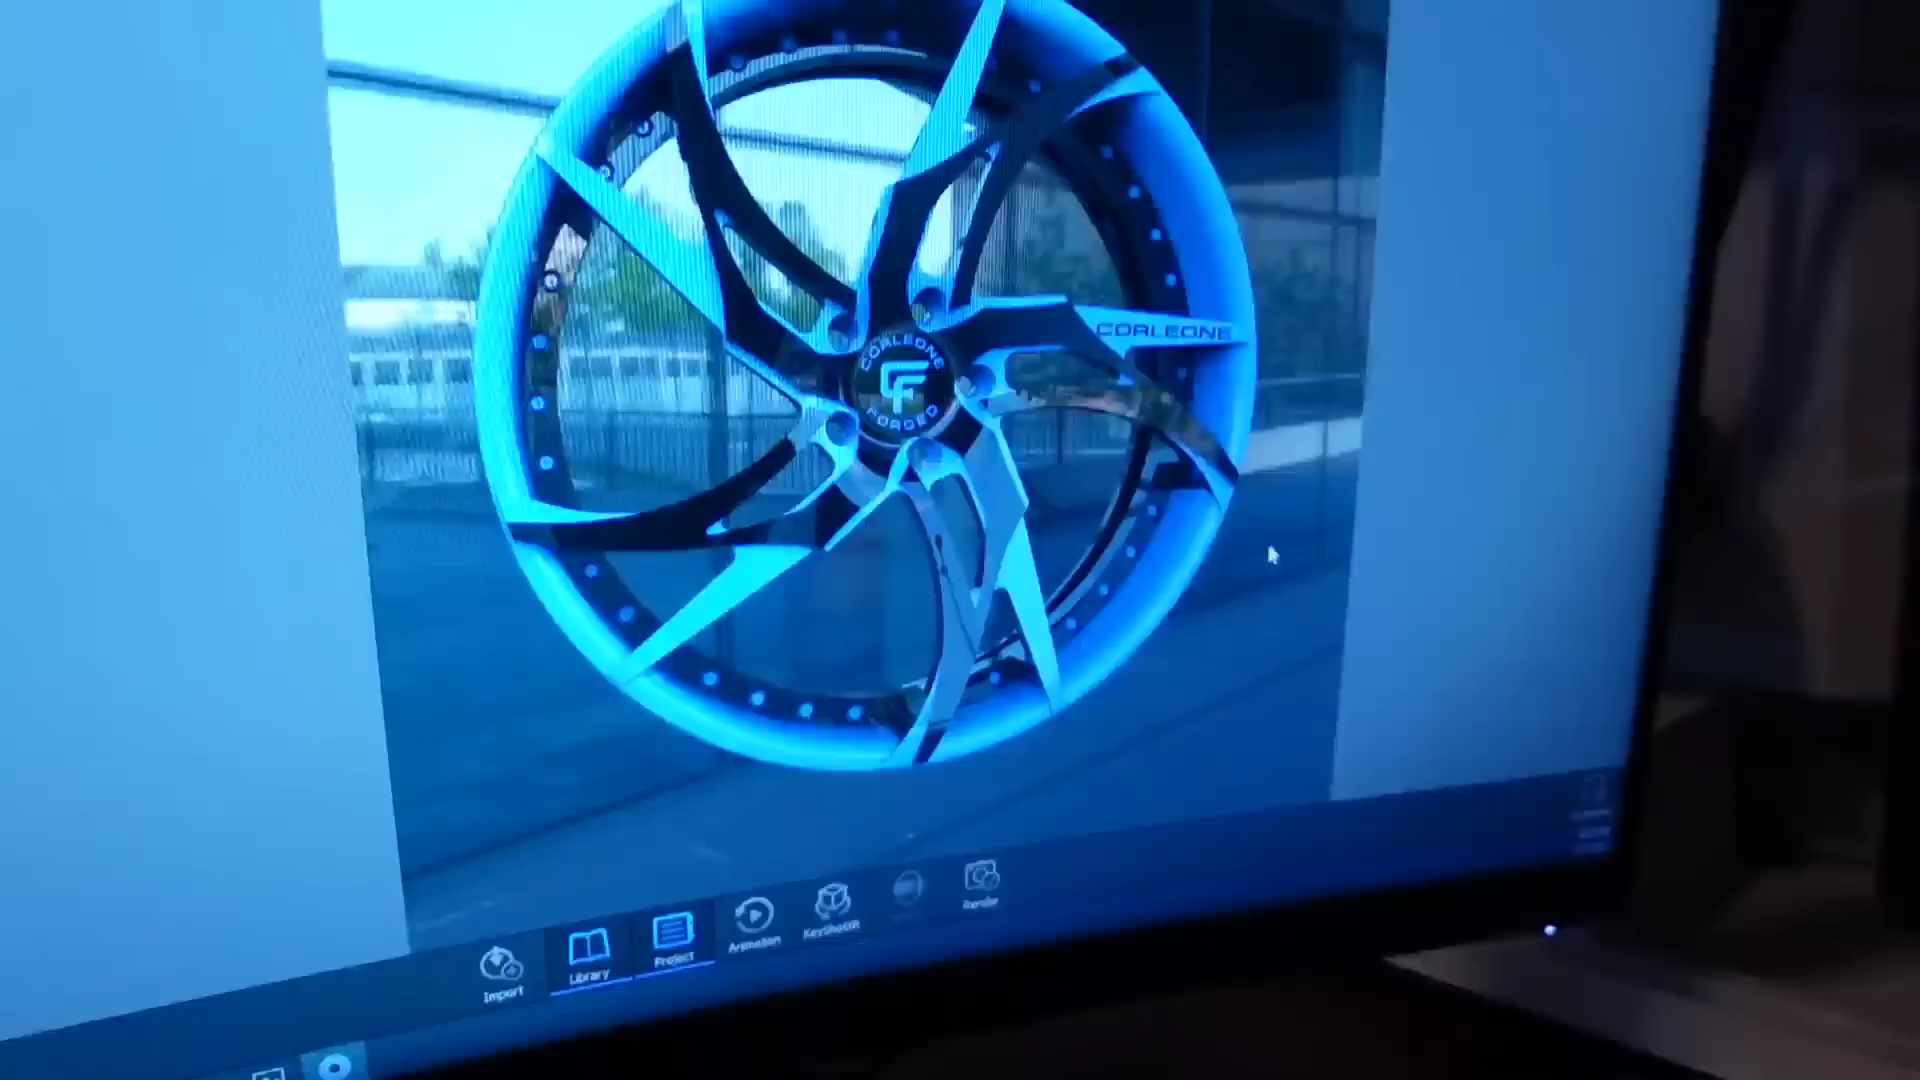 CORLEONE
CORLEONE
CF
FORGED
Import
Library
Project
Animation
KeyShotXR
Render